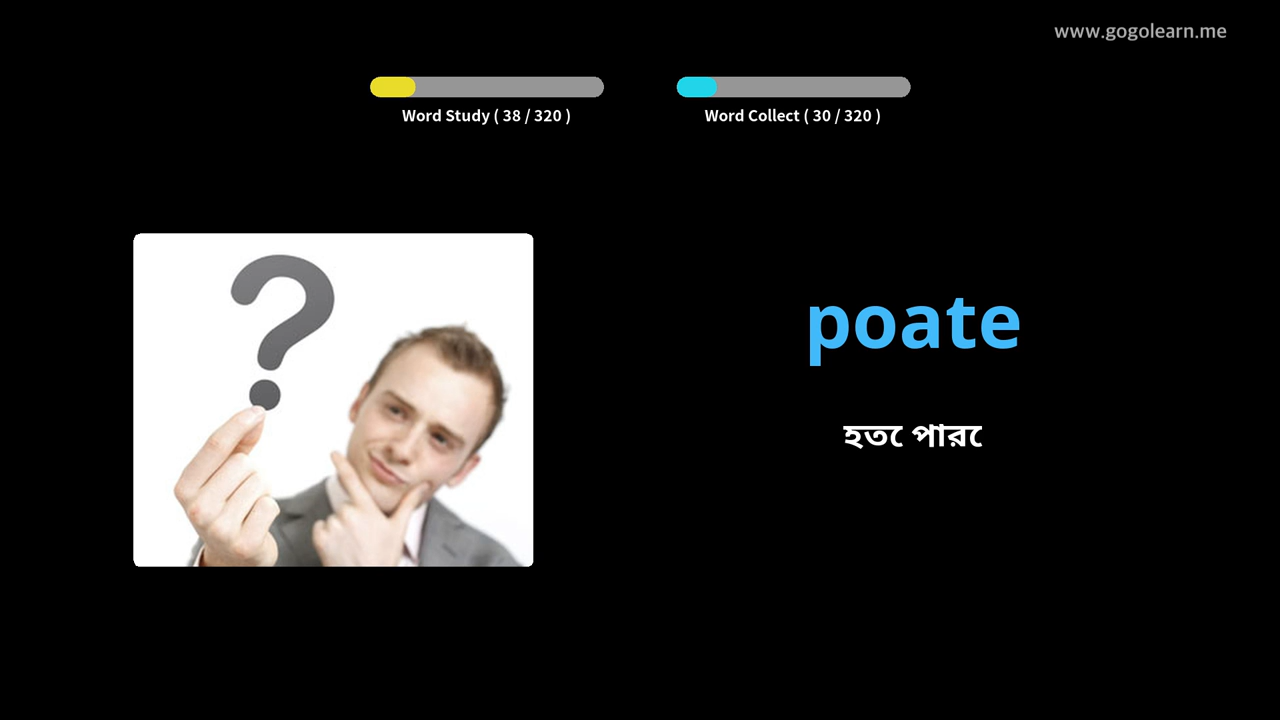 www.gogolearn.me
Word Study ( 38 / 320 )
Word Collect ( 30 / 320 )
poate
হতে পারে